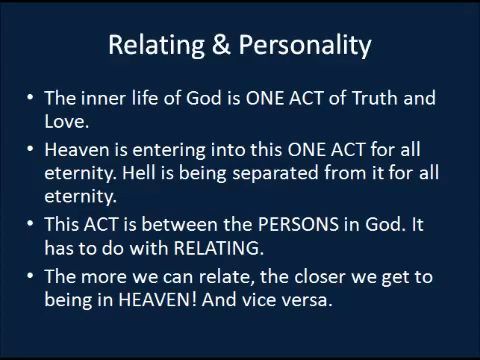 Relating & Personality
• The inner life of God is ONE ACT of Truth and
Love.
• Heaven is entering into this ONE ACT for all
eternity. Hell is being separated from it for all
eternity.
• This ACT is between the PERSONS in God. It
has to do with RELATING.
• The more we can relate, the closer we get to
being in HEAVEN! And vice versa.